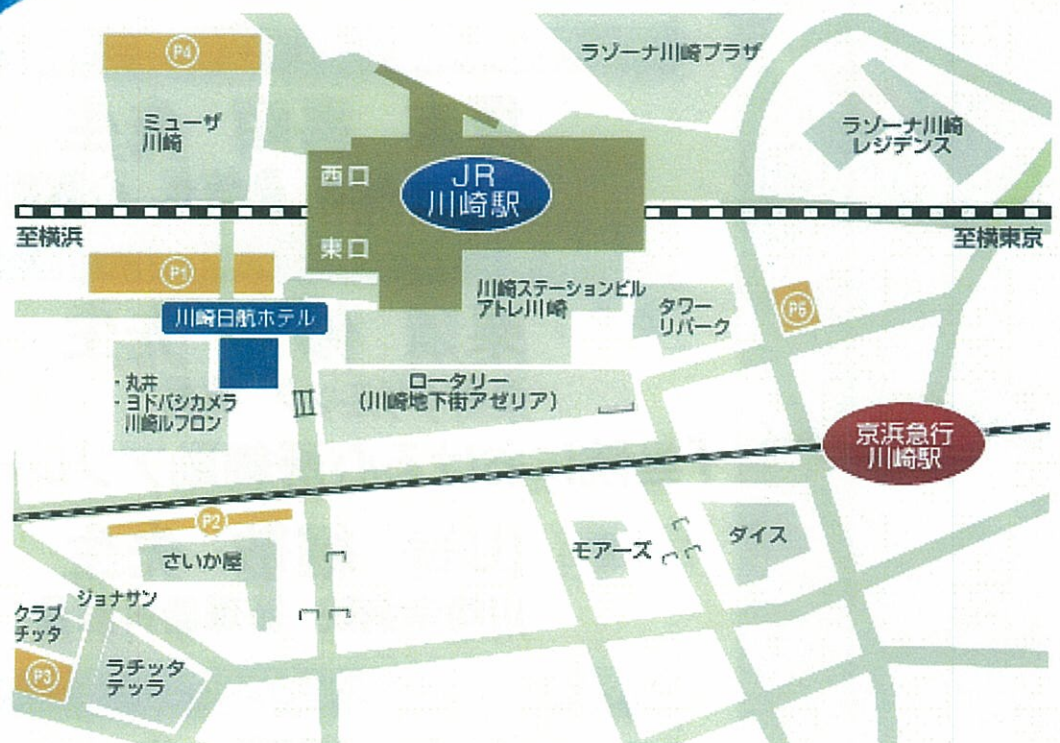 P4
ミューザ
川崎
ラゾーナ川崎プラザ
ラゾーナ川崎
レジデンス
西口
JR
川崎駅
至横浜
東口
至横東京
P1
川崎ステーションビル
アトレ川崎
タワー
リパーク
P5
川崎日航ホテル
・丸井
・ヨドバシカメラ
川崎ルフロン
ロータリー
(川崎地下街アゼリア)
京浜急行
川崎駅
P2
さいか屋
モアーズ
ダイス
ジョナサン
クラブ
チッタ
P3
ラチッタ
デッラ